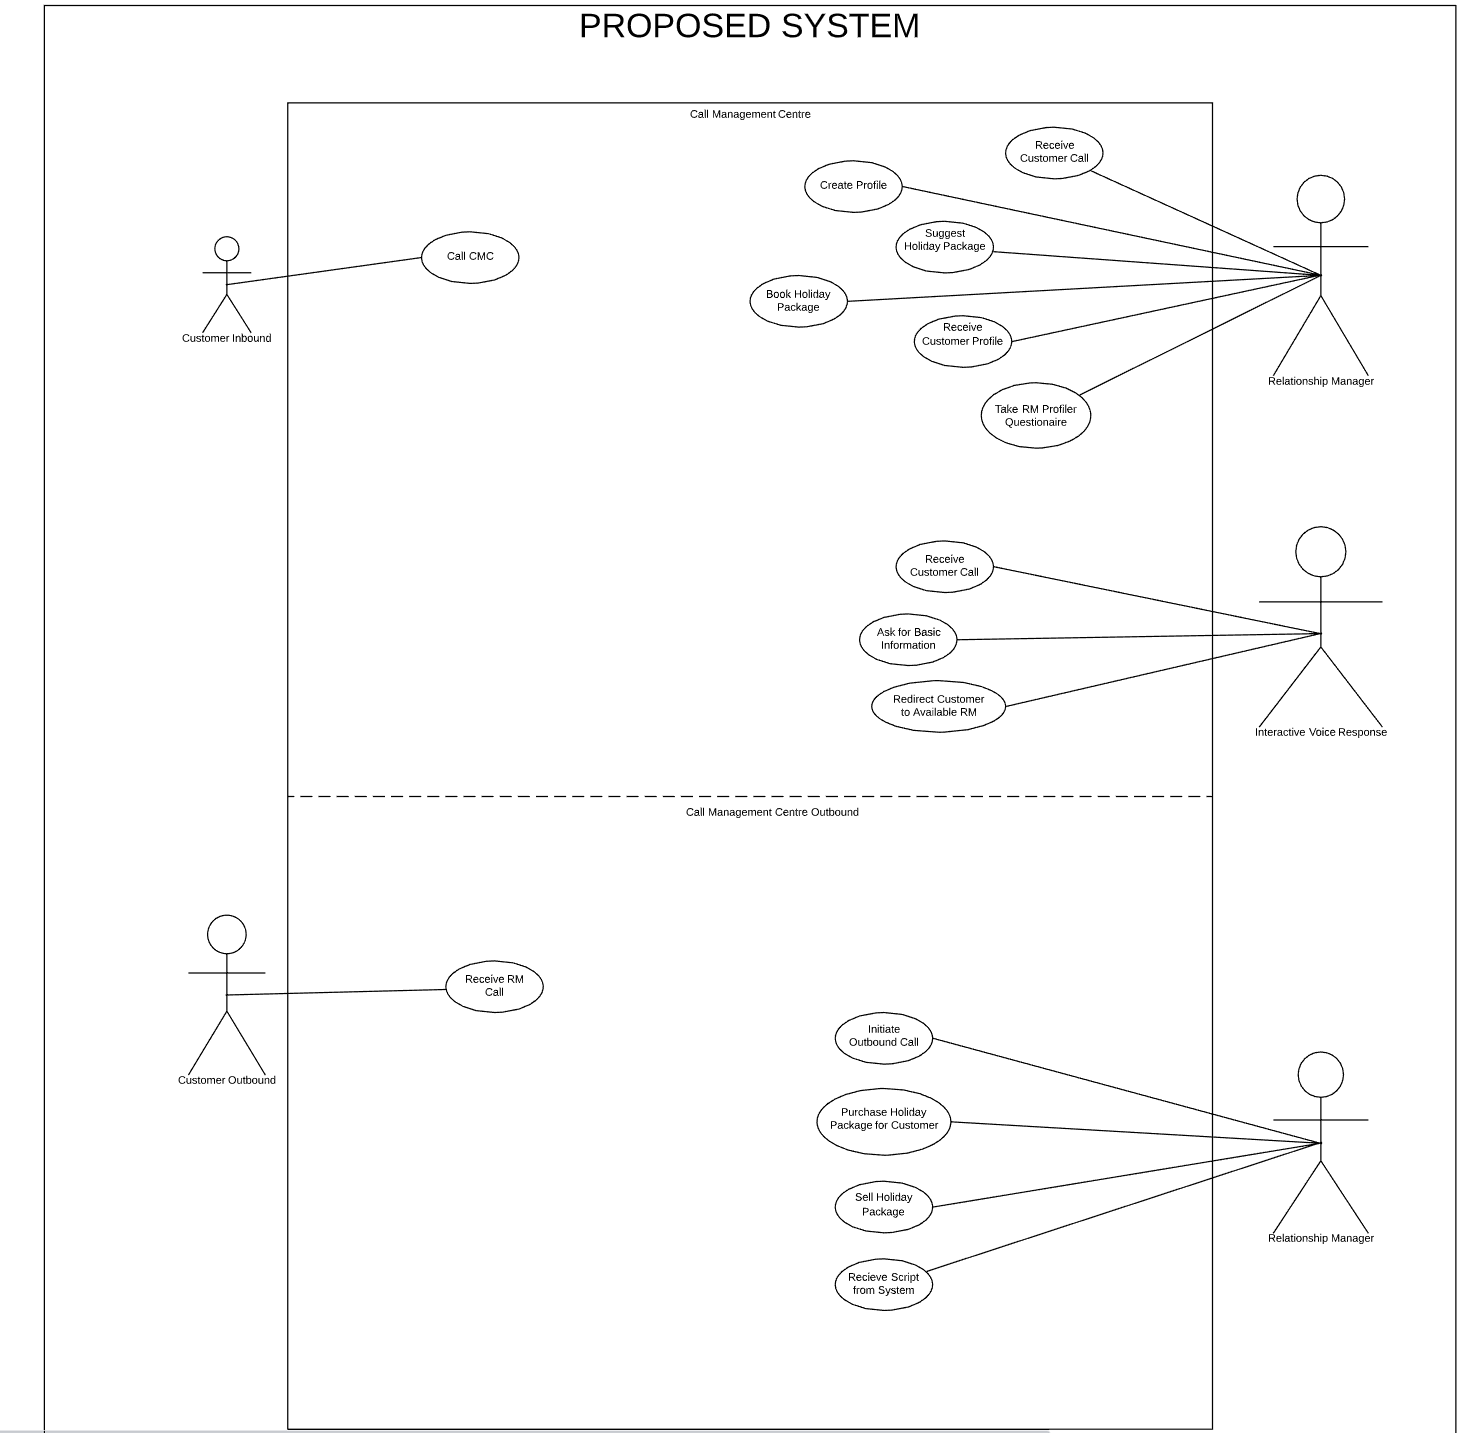 PROPOSED SYSTEM
Call Management Centre
Receive
Customer Call
Create Profile
Suggest
Holiday Package
Call CMC
Book Holiday
Package
Customer Inbound
Receive
Customer Profile
Relationship Manager
Take RM Profiler
Questionaire
Receive
Customer Call
Ask for Basic
Information
Redirect Customer
to Available RM
Interactive Voice Response
Call Management Centre Outbound
Receive RM
Call
Customer Outbound
Initiate
Outbound Call
Purchase Holiday
Package for Customer
Sell Holiday
Package
Relationship Manager
Recieve Script
from System